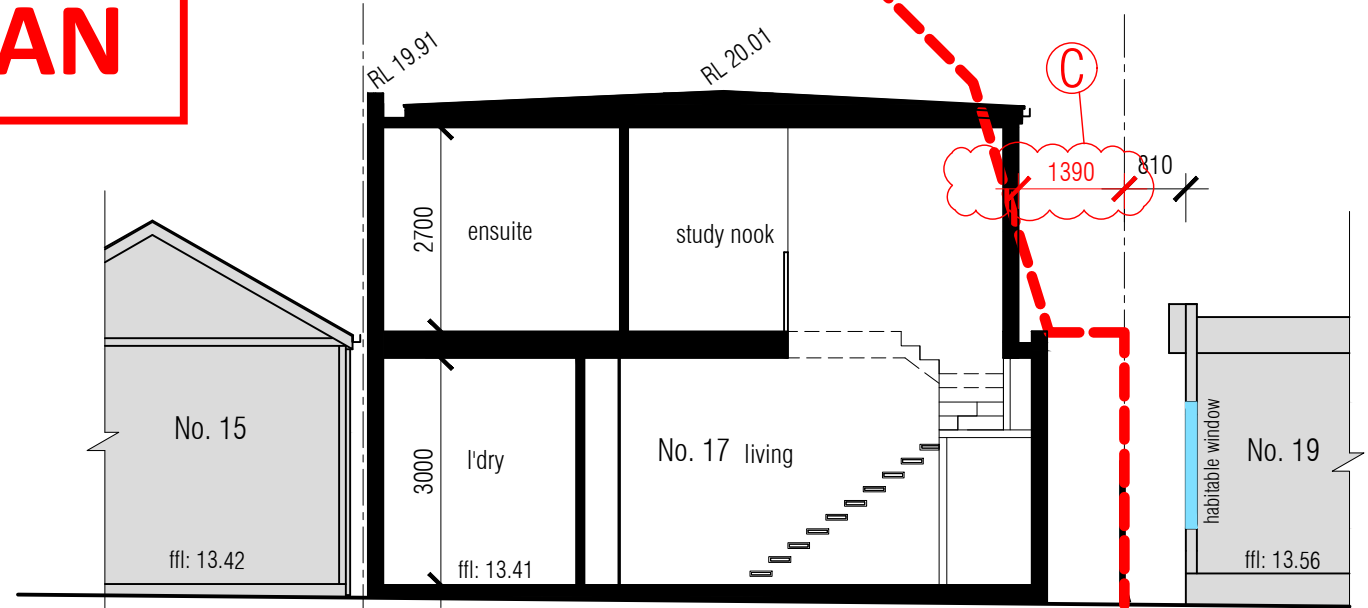 AN
RL 19.91
RL 20.01
C
1390
810
2700
ensuite
study nook
No. 15
3000
l'dry
No. 17 living
habitable window
No. 19
ffl: 13.42
ffl: 13.41
ffl: 13.56